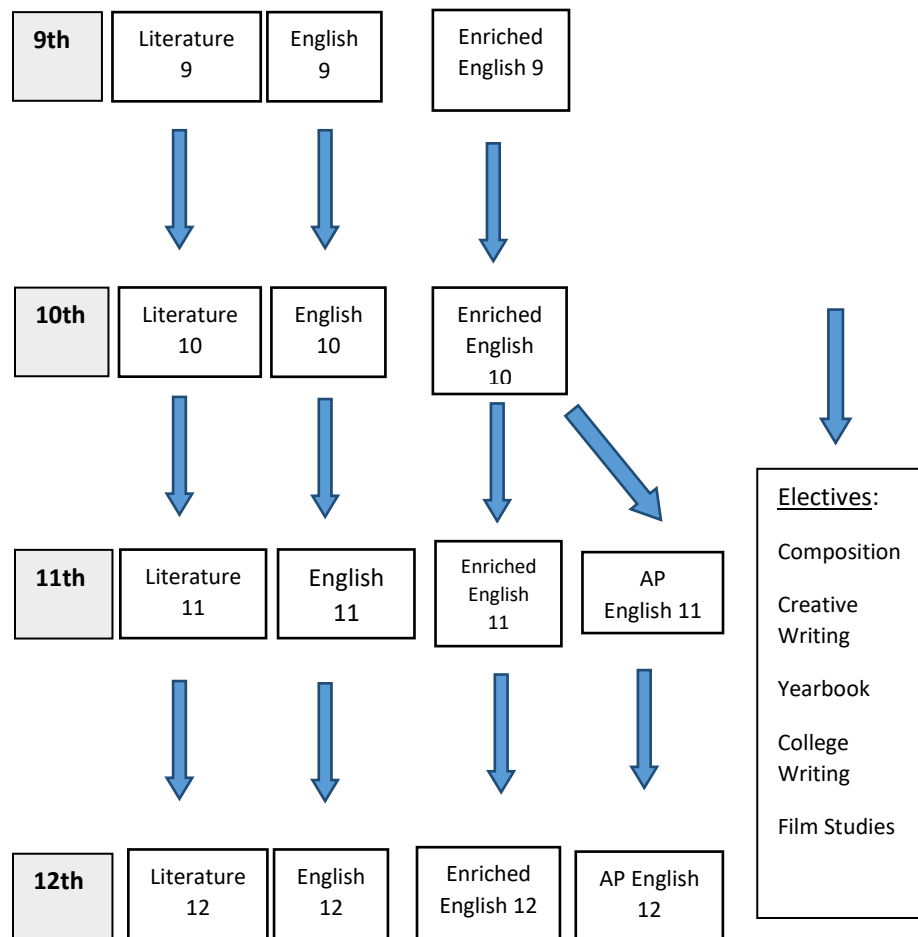 9th
Literature
9
English
9
Enriched
English 9
10th
Literature
10
English
10
Enriched
English
10
11th
Literature
11
English
11
Enriched
English
11
AP
English 11
12th
Literature
12
English
12
Enriched
English 12
AP English
12
Electives:
Composition
Creative
Writing
Yearbook
College
Writing
Film Studies